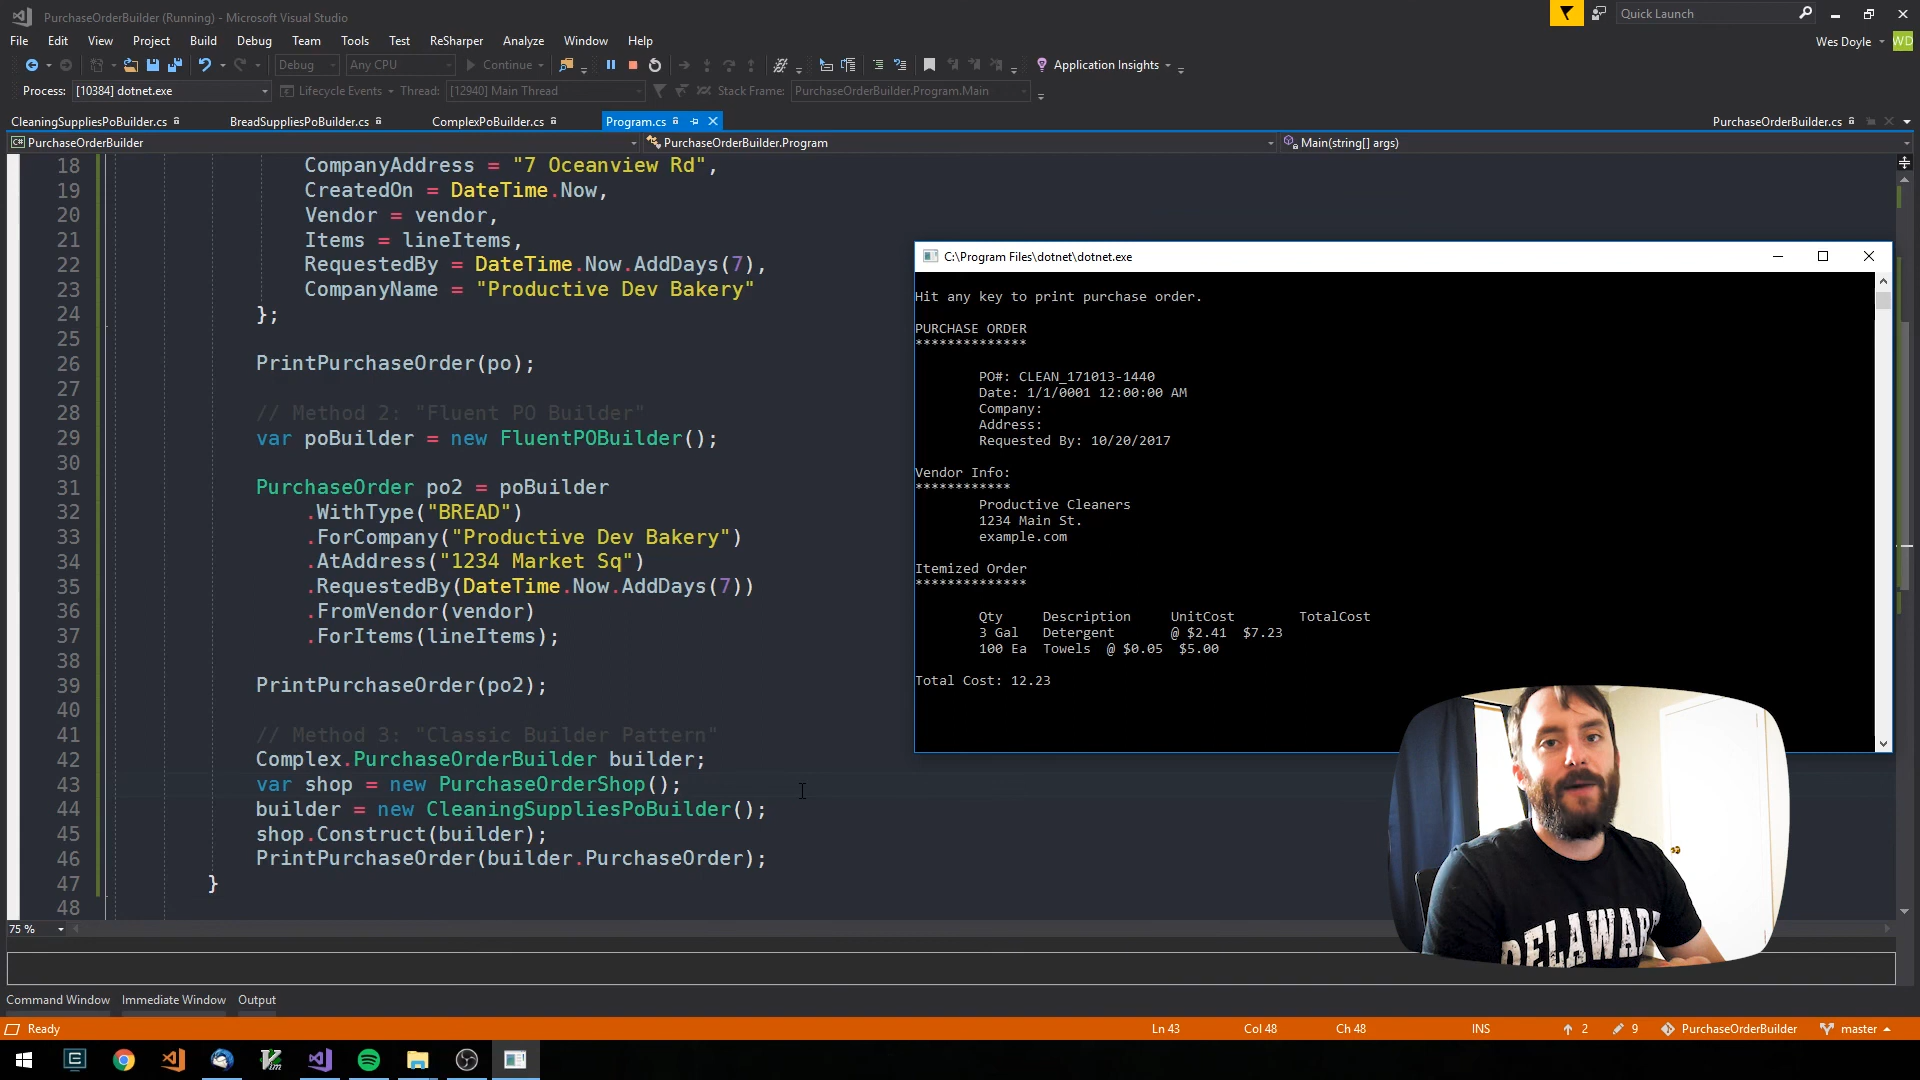 PurchaseOrderBuilder (Running) - Microsoft Visual Studio
Quick Launch
File Edit View Project Build Debug Team Tools Test ReSharper Analyze Window Help
Wes Doyle WD
Debug Any CPU Continue Application Insights
Process: [10384] dotnet.exe Lifecycle Events Thread: [12940] Main Thread Stack Frame: PurchaseOrderBuilder.Program.Main
CleaningSuppliesPoBuilder.cs BreadSuppliesPoBuilder.cs ComplexPoBuilder.cs Program.cs PurchaseOrderBuilder.cs
PurchaseOrderBuilder PurchaseOrderBuilder.Program Main(string[] args)
18 CompanyAddress = "7 Oceanview Rd",
19 CreatedOn = DateTime.Now,
20 Vendor = vendor,
21 Items = lineItems,
22 RequestedBy = DateTime.Now.AddDays(7),
23 CompanyName = "Productive Dev Bakery"
24 };
25
26 PrintPurchaseOrder(po);
27
28 // Method 2: "Fluent PO Builder"
29 var poBuilder = new FluentPOBuilder();
30
31 PurchaseOrder po2 = poBuilder
32 .WithType("BREAD")
33 .ForCompany("Productive Dev Bakery")
34 .AtAddress("1234 Market Sq")
35 .RequestedBy(DateTime.Now.AddDays(7))
36 .FromVendor(vendor)
37 .ForItems(lineItems);
38
39 PrintPurchaseOrder(po2);
40
41 // Method 3: "Classic Builder Pattern"
42 Complex.PurchaseOrderBuilder builder;
43 var shop = new PurchaseOrderShop();
44 builder = new CleaningSuppliesPoBuilder();
45 shop.Construct(builder);
46 PrintPurchaseOrder(builder.PurchaseOrder);
47 }
48
C:\Program Files\dotnet\dotnet.exe
Hit any key to print purchase order.
PURCHASE ORDER
**************
PO#: CLEAN_171013-1440
Date: 1/1/0001 12:00:00 AM
Company:
Address:
Requested By: 10/20/2017
Vendor Info:
************
Productive Cleaners
1234 Main St.
example.com
Itemized Order
**************
Qty Description UnitCost TotalCost
3 Gal Detergent @ $2.41 $7.23
100 Ea Towels @ $0.05 $5.00
Total Cost: 12.23
DELAWARE
75 %
Command Window Immediate Window Output
Ready Ln 43 Col 48 Ch 48 INS 2 9 PurchaseOrderBuilder master